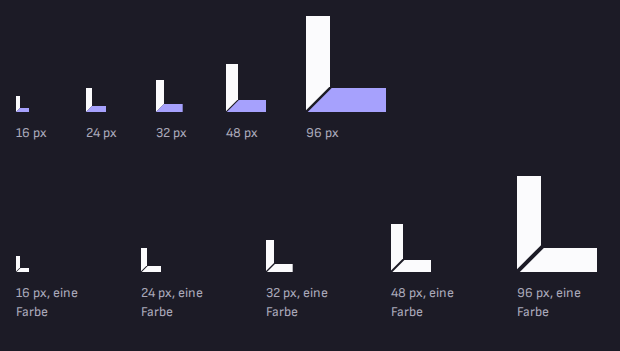 16 px
24 px
32 px
48 px
96 px
16 px, eine
Farbe
24 px, eine
Farbe
32 px, eine
Farbe
48 px, eine
Farbe
96 px, eine
Farbe